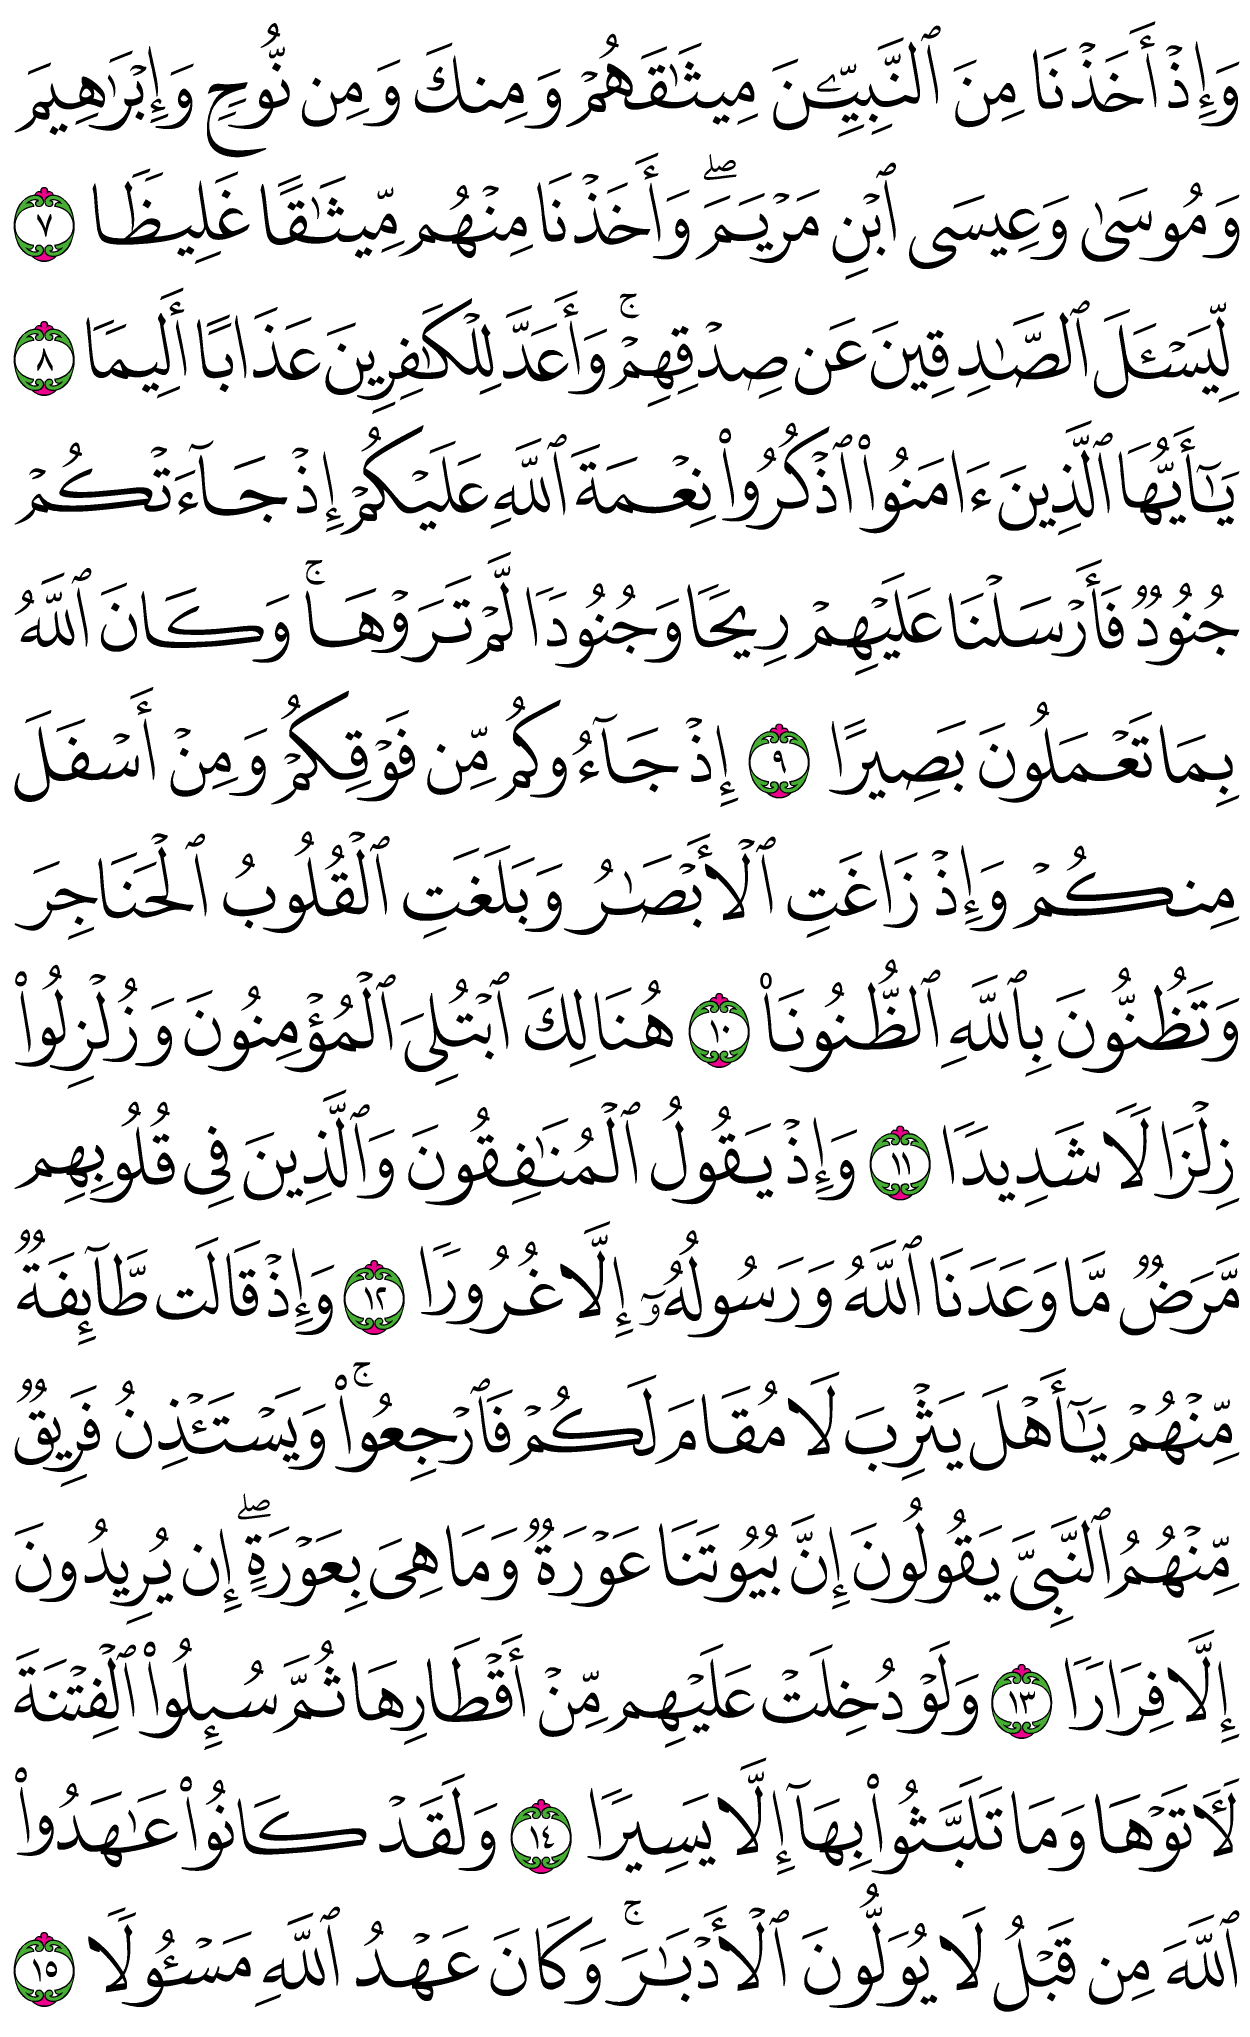 وَإِذۡ أَخَذۡنَا مِنَ ٱلنَّبِيِّـۧنَ مِيثَٰقَهُمۡ وَمِنكَ وَمِن نُّوحٖ وَإِبۡرَٰهِيمَ
وَمُوسَىٰ وَعِيسَى ٱبۡنِ مَرۡيَمَۖ وَأَخَذۡنَا مِنۡهُم مِّيثَٰقًا غَلِيظٗا ٧
لِّيَسۡـَٔلَ ٱلصَّٰدِقِينَ عَن صِدۡقِهِمۡۚ وَأَعَدَّ لِلۡكَٰفِرِينَ عَذَابًا أَلِيمٗا ٨
يَٰٓأَيُّهَا ٱلَّذِينَ ءَامَنُواْ ٱذۡكُرُواْ نِعۡمَةَ ٱللَّهِ عَلَيۡكُمۡ إِذۡ جَآءَتۡكُمۡ
جُنُودٞ فَأَرۡسَلۡنَا عَلَيۡهِمۡ رِيحٗا وَجُنُودٗا لَّمۡ تَرَوۡهَاۚ وَكَانَ ٱللَّهُ
بِمَا تَعۡمَلُونَ بَصِيرًا ٩ إِذۡ جَآءُوكُم مِّن فَوۡقِكُمۡ وَمِنۡ أَسۡفَلَ
مِنكُمۡ وَإِذۡ زَاغَتِ ٱلۡأَبۡصَٰرُ وَبَلَغَتِ ٱلۡقُلُوبُ ٱلۡحَنَاجِرَ
وَتَظُنُّونَ بِٱللَّهِ ٱلظُّنُونَا۠ ١٠ هُنَالِكَ ٱبۡتُلِيَ ٱلۡمُؤۡمِنُونَ وَزُلۡزِلُواْ
زِلۡزَالٗا شَدِيدٗا ١١ وَإِذۡ يَقُولُ ٱلۡمُنَٰفِقُونَ وَٱلَّذِينَ فِي قُلُوبِهِم
مَّرَضٞ مَّا وَعَدَنَا ٱللَّهُ وَرَسُولُهُۥٓ إِلَّا غُرُورٗا ١٢ وَإِذۡ قَالَت طَّآئِفَةٞ
مِّنۡهُمۡ يَٰٓأَهۡلَ يَثۡرِبَ لَا مُقَامَ لَكُمۡ فَٱرۡجِعُواْۚ وَيَسۡتَـٔۡذِنُ فَرِيقٞ
مِّنۡهُمُ ٱلنَّبِيَّ يَقُولُونَ إِنَّ بُيُوتَنَا عَوۡرَةٞ وَمَا هِيَ بِعَوۡرَةٍۖ إِن يُرِيدُونَ
إِلَّا فِرَارٗا ١٣ وَلَوۡ دُخِلَتۡ عَلَيۡهِم مِّنۡ أَقۡطَارِهَا ثُمَّ سُئِلُواْ ٱلۡفِتۡنَةَ
لَأٓتَوۡهَا وَمَا تَلَبَّثُواْ بِهَآ إِلَّا يَسِيرٗا ١٤ وَلَقَدۡ كَانُواْ عَٰهَدُواْ
ٱللَّهَ مِن قَبۡلُ لَا يُوَلُّونَ ٱلۡأَدۡبَٰرَۚ وَكَانَ عَهۡدُ ٱللَّهِ مَسۡـُٔولٗا ١٥